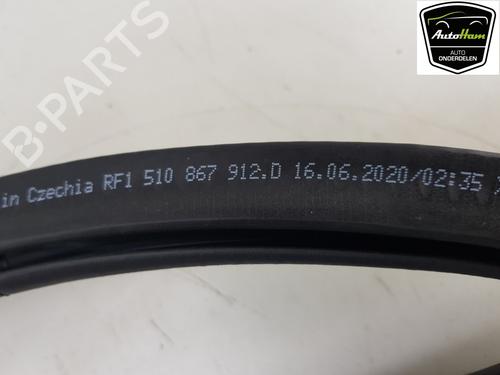 AutoHam
AUTO
ONDERDELEN
B-PARTS
in Czechia RF1 510 867 912.D 16.06.2020/02:35